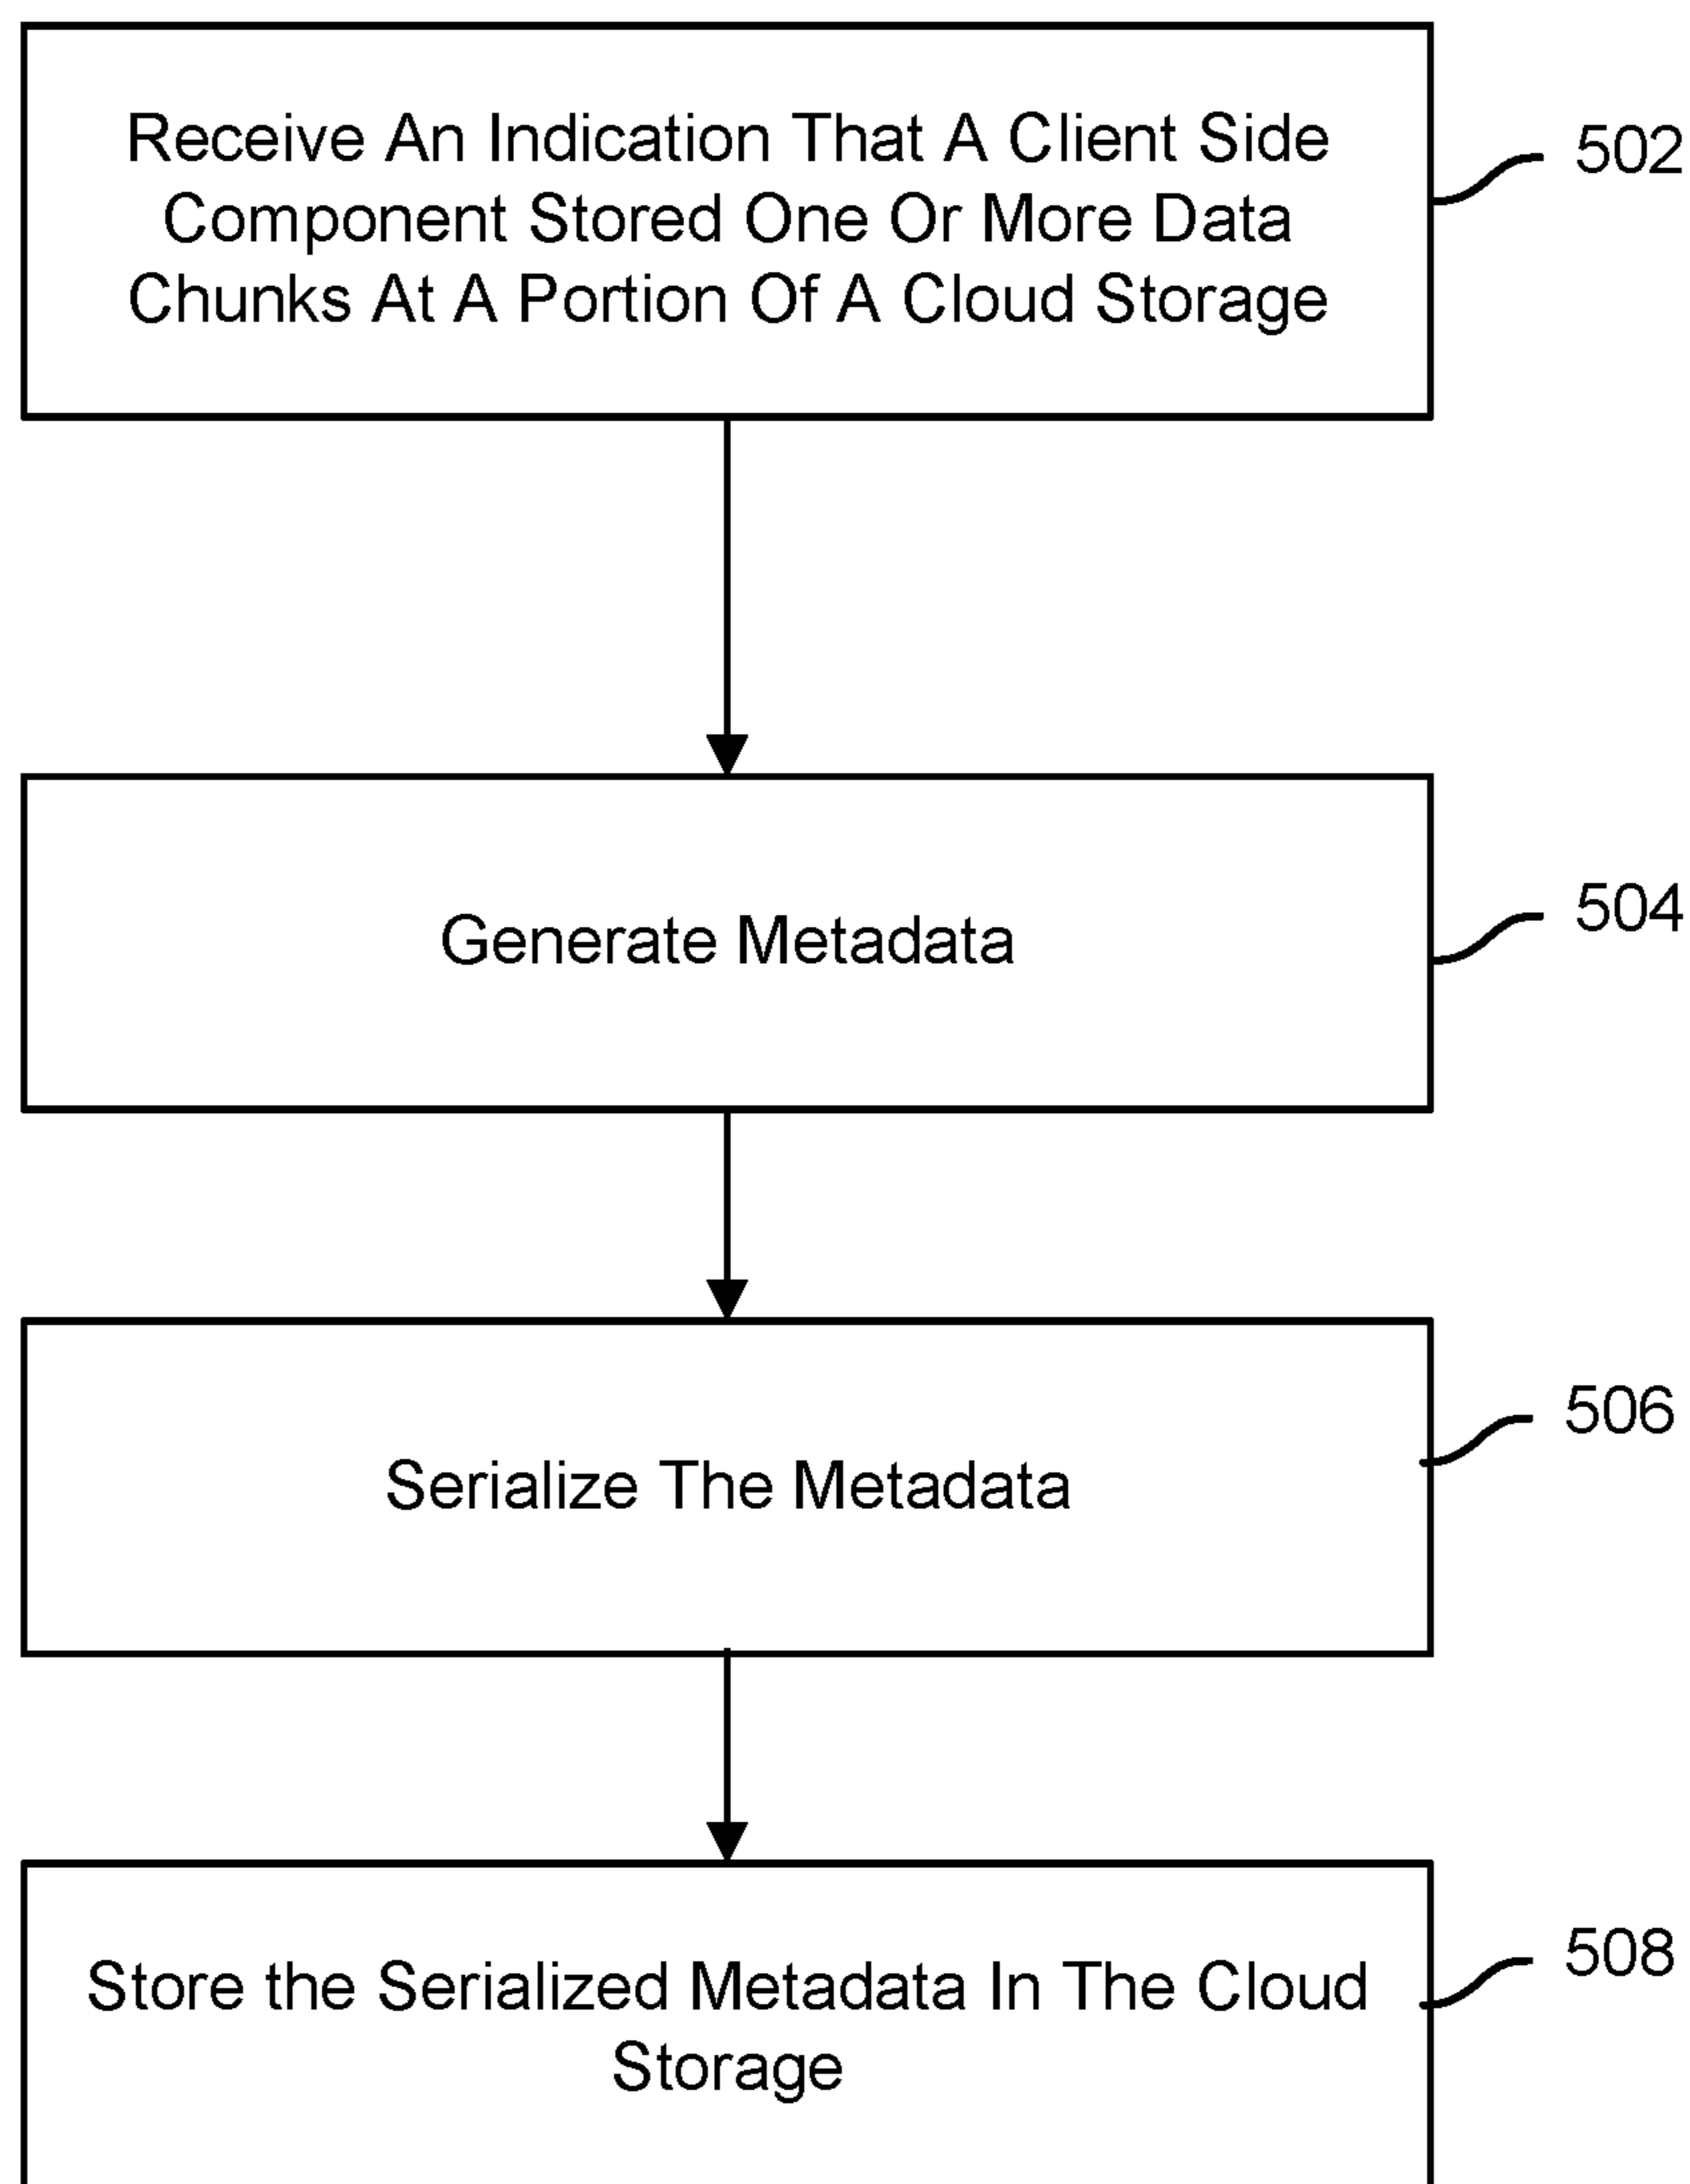 Receive An Indication That A Client Side
Component Stored One Or More Data
Chunks At A Portion Of A Cloud Storage
502
Generate Metadata
504
Serialize The Metadata
506
Store the Serialized Metadata In The Cloud
Storage
508